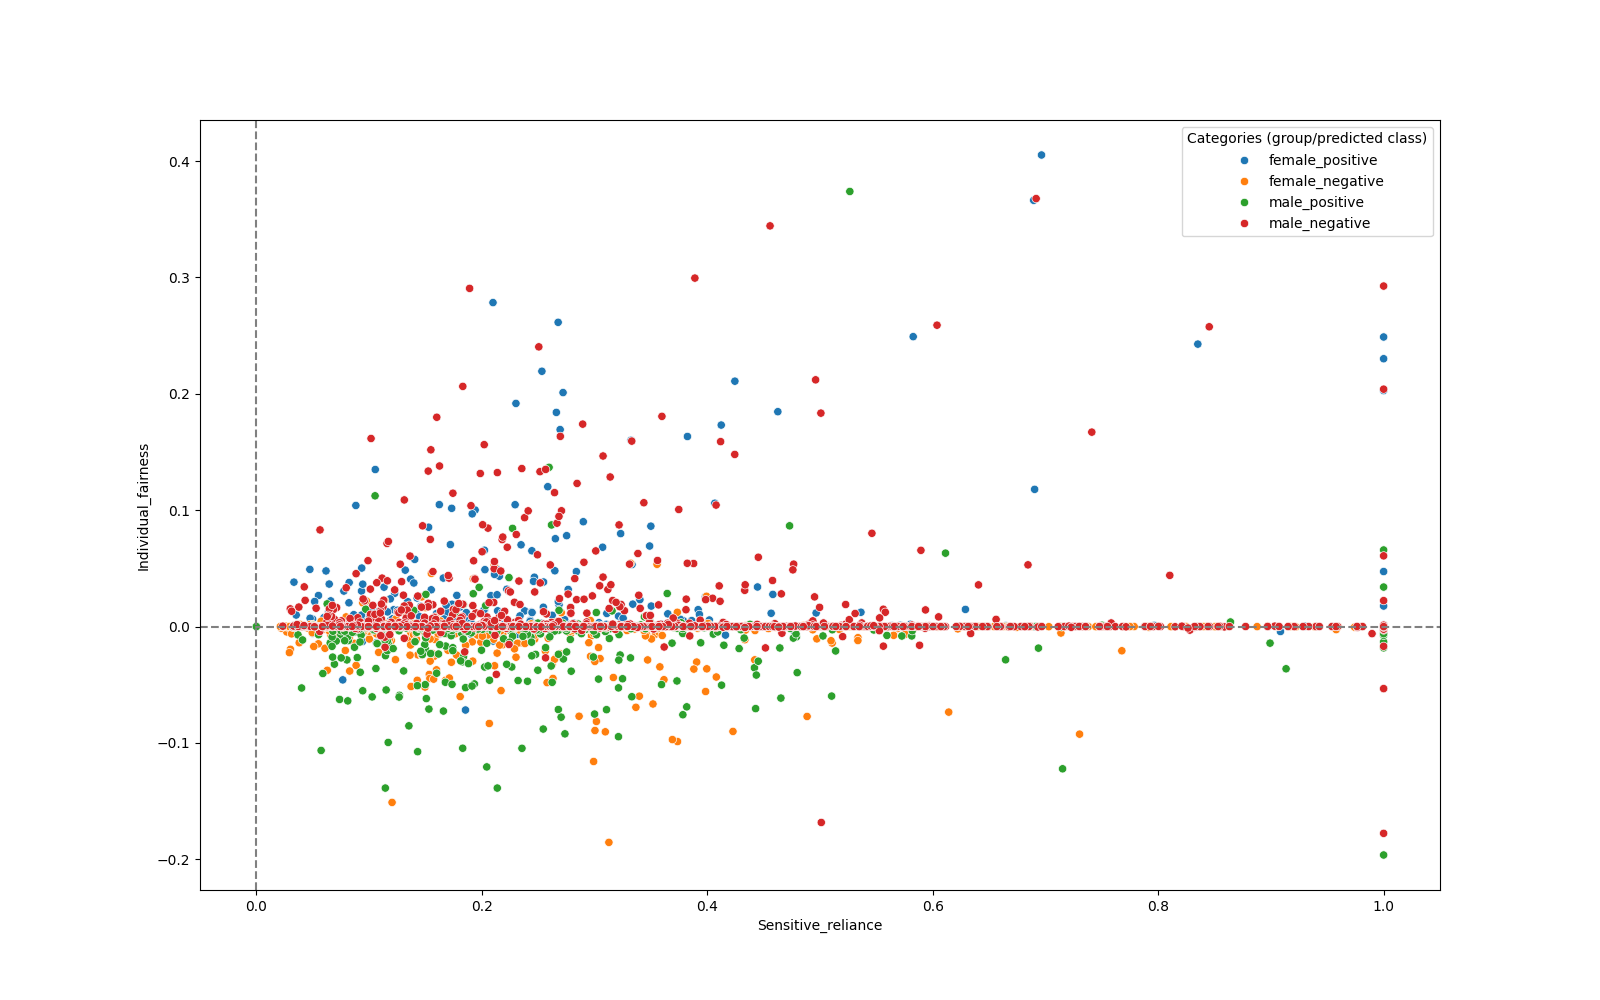 Categories (group/predicted class)
female_positive
female_negative
male_positive
male_negative
0.4
0.3
0.2
0.1
0.0
−0.1
−0.2
Individual_fairness
0.0 0.2 0.4 0.6 0.8 1.0
Sensitive_reliance